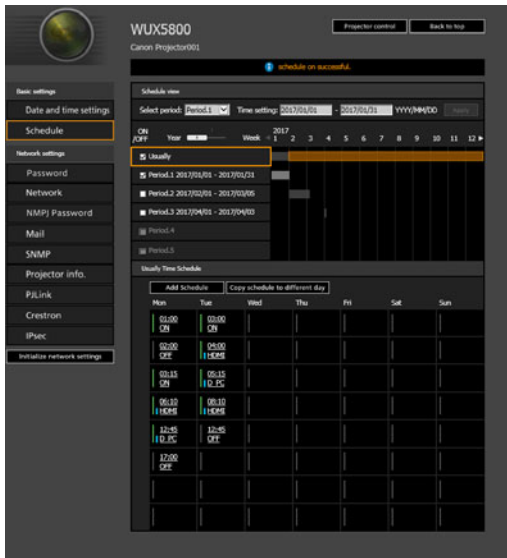 WUX5800
Canon Projector001
Projector control
Back to top
schedule on successful.
Basic settings
Date and time settings
Schedule
Network settings
Password
Network
NMPJ Password
Mail
SNMP
Projector info.
PJLink
Crestron
IPsec
Initialize network settings
Schedule view
Select period: Period.1 Time setting: 2017/01/01 - 2017/01/31 YYYY/MM/DD Apply
ON /OFF Year Week 2017 1 2 3 4 5 6 7 8 9 10 11 12
Usually
Period.1 2017/01/01 - 2017/01/31
Period.2 2017/02/01 - 2017/03/05
Period.3 2017/04/01 - 2017/04/03
Period.4
Period.5
Usually Time Schedule
Add Schedule Copy schedule to different day
Mon Tue Wed Thu Fri Sat Sun
01:00 03:00
ON ON
02:00 04:00
OFF HDMI
03:15 05:15
ON D_PC
06:10 08:10
HDMI HDMI
12:45 12:45
D_PC OFF
17:00
OFF